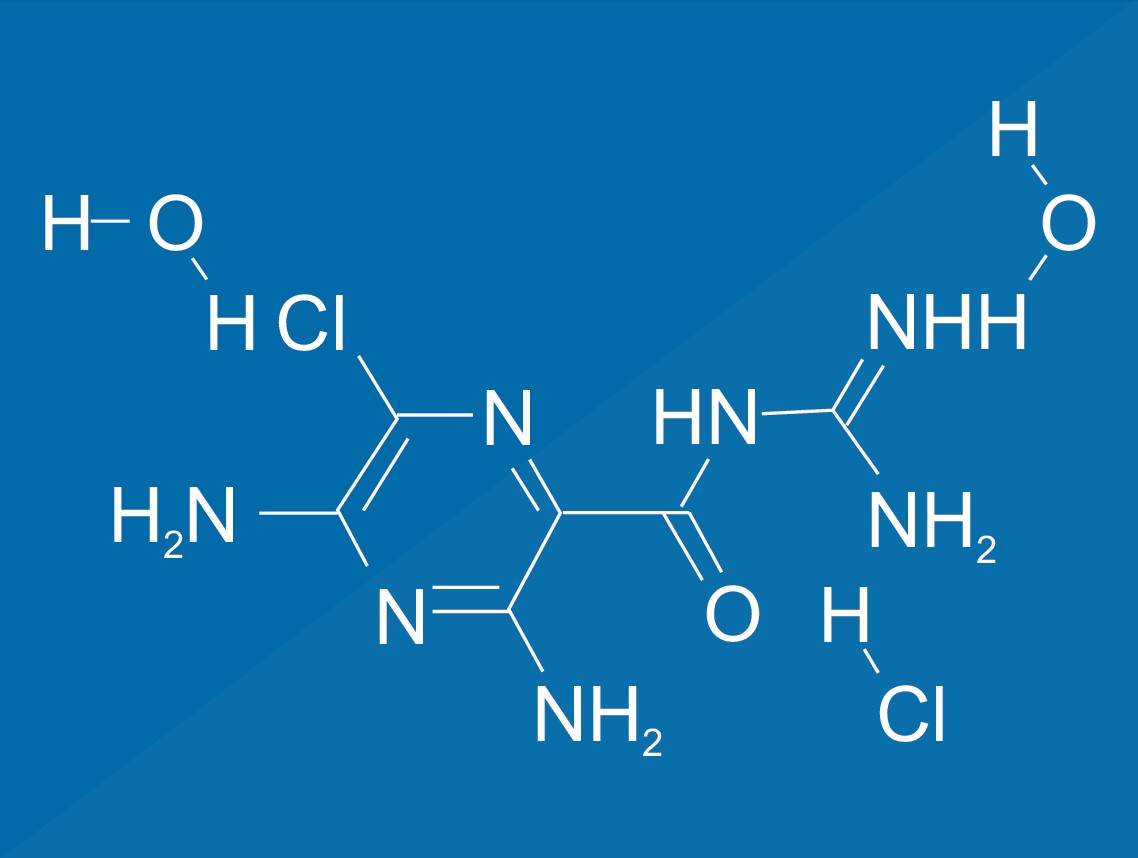 H
H O O
H Cl NHH
N HN
H₂N NH₂
N O H
NH₂ Cl